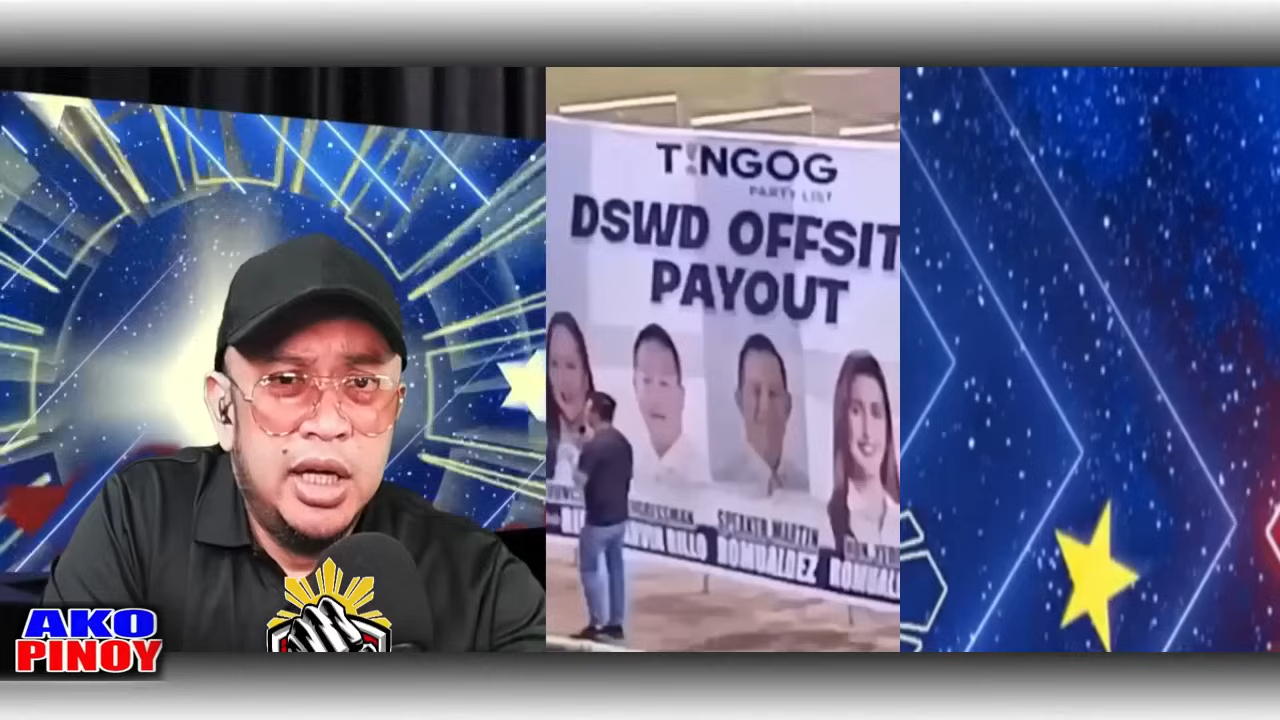 T!NGOG
PARTY LIST
DSWD OFFSIT
PAYOUT
SPEAKER MARTIN
ROMUALDEZ
AKO
PINOY